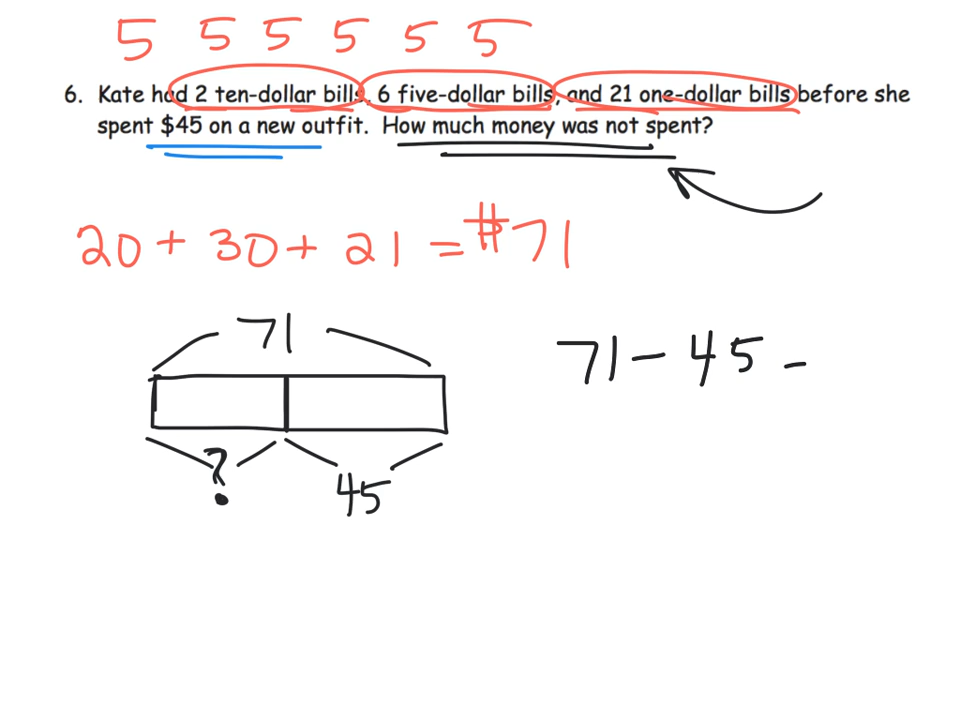 5 5 5 5 5 5
6. Kate had 2 ten-dollar bills, 6 five-dollar bills, and 21 one-dollar bills before she
spent $45 on a new outfit. How much money was not spent?
20 + 30 + 21 = $71
71
71 - 45 -
?
45